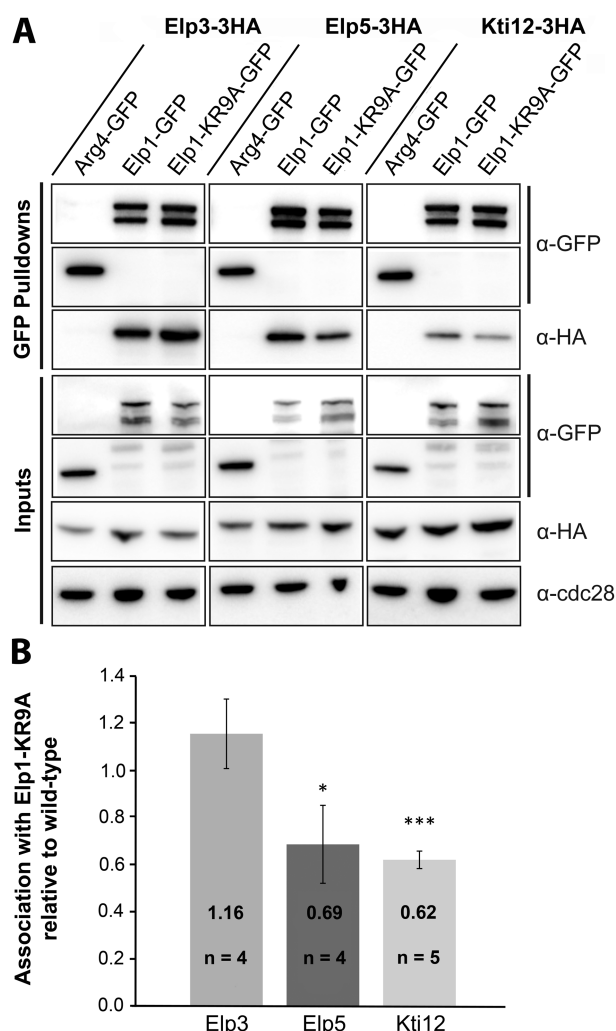 A
Elp3-3HA Elp5-3HA Kti12-3HA
Arg4-GFP Elp1-GFP Elp1-KR9A-GFP Arg4-GFP Elp1-GFP Elp1-KR9A-GFP Arg4-GFP Elp1-GFP Elp1-KR9A-GFP
GFP Pulldowns
α-GFP
α-HA
Inputs
α-GFP
α-HA
α-cdc28
B
Association with Elp1-KR9A
relative to wild-type
1.4
1.2
1.0
0.8
0.6
0.4
0.2
0.0
* ***
1.16 0.69 0.62
n = 4 n = 4 n = 5
Elp3 Elp5 Kti12